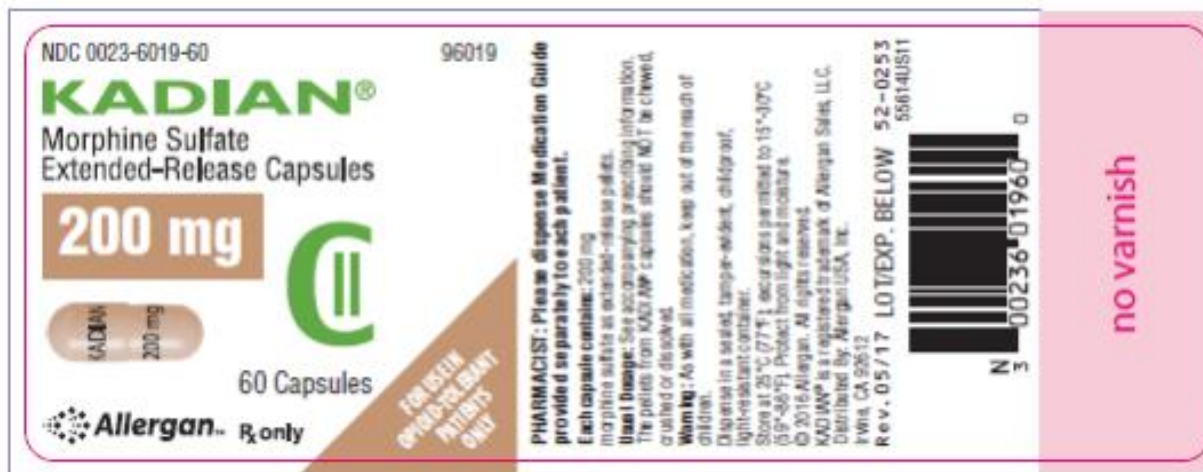 NDC 0023-6019-60 96019
KADIAN®
Morphine Sulfate
Extended-Release Capsules
200 mg
CII
KADIAN
200 mg
60 Capsules
Allergan™ Rx only
FOR USE IN
OPIOID-TOLERANT
PATIENTS
ONLY
PHARMACIST: Please dispense Medication Guide
provided separately to each patient.
Each capsule contains: 200 mg
morphine sulfate as extended-release pellets.
Usual Dosage: See accompanying prescribing information.
The pellets from KADIAN® capsules should NOT be chewed,
crushed or dissolved.
Warning: As with all medication, keep out of the reach of
children.
Dispense in a sealed, tamper-evident, childproof,
light-resistant container.
Store at 25°C (77°F); excursions permitted to 15°-30°C
(59°-86°F). Protect from light and moisture.
© 2016 Allergan. All rights reserved.
KADIAN® is a registered trademark of Allergan Sales, LLC.
Distributed By: Allergan USA, Inc.
Irvine, CA 92612
Rev. 05/17 LOT/EXP. BELOW 52-0253
55614US11
N
3 00236 01960 0
no varnish